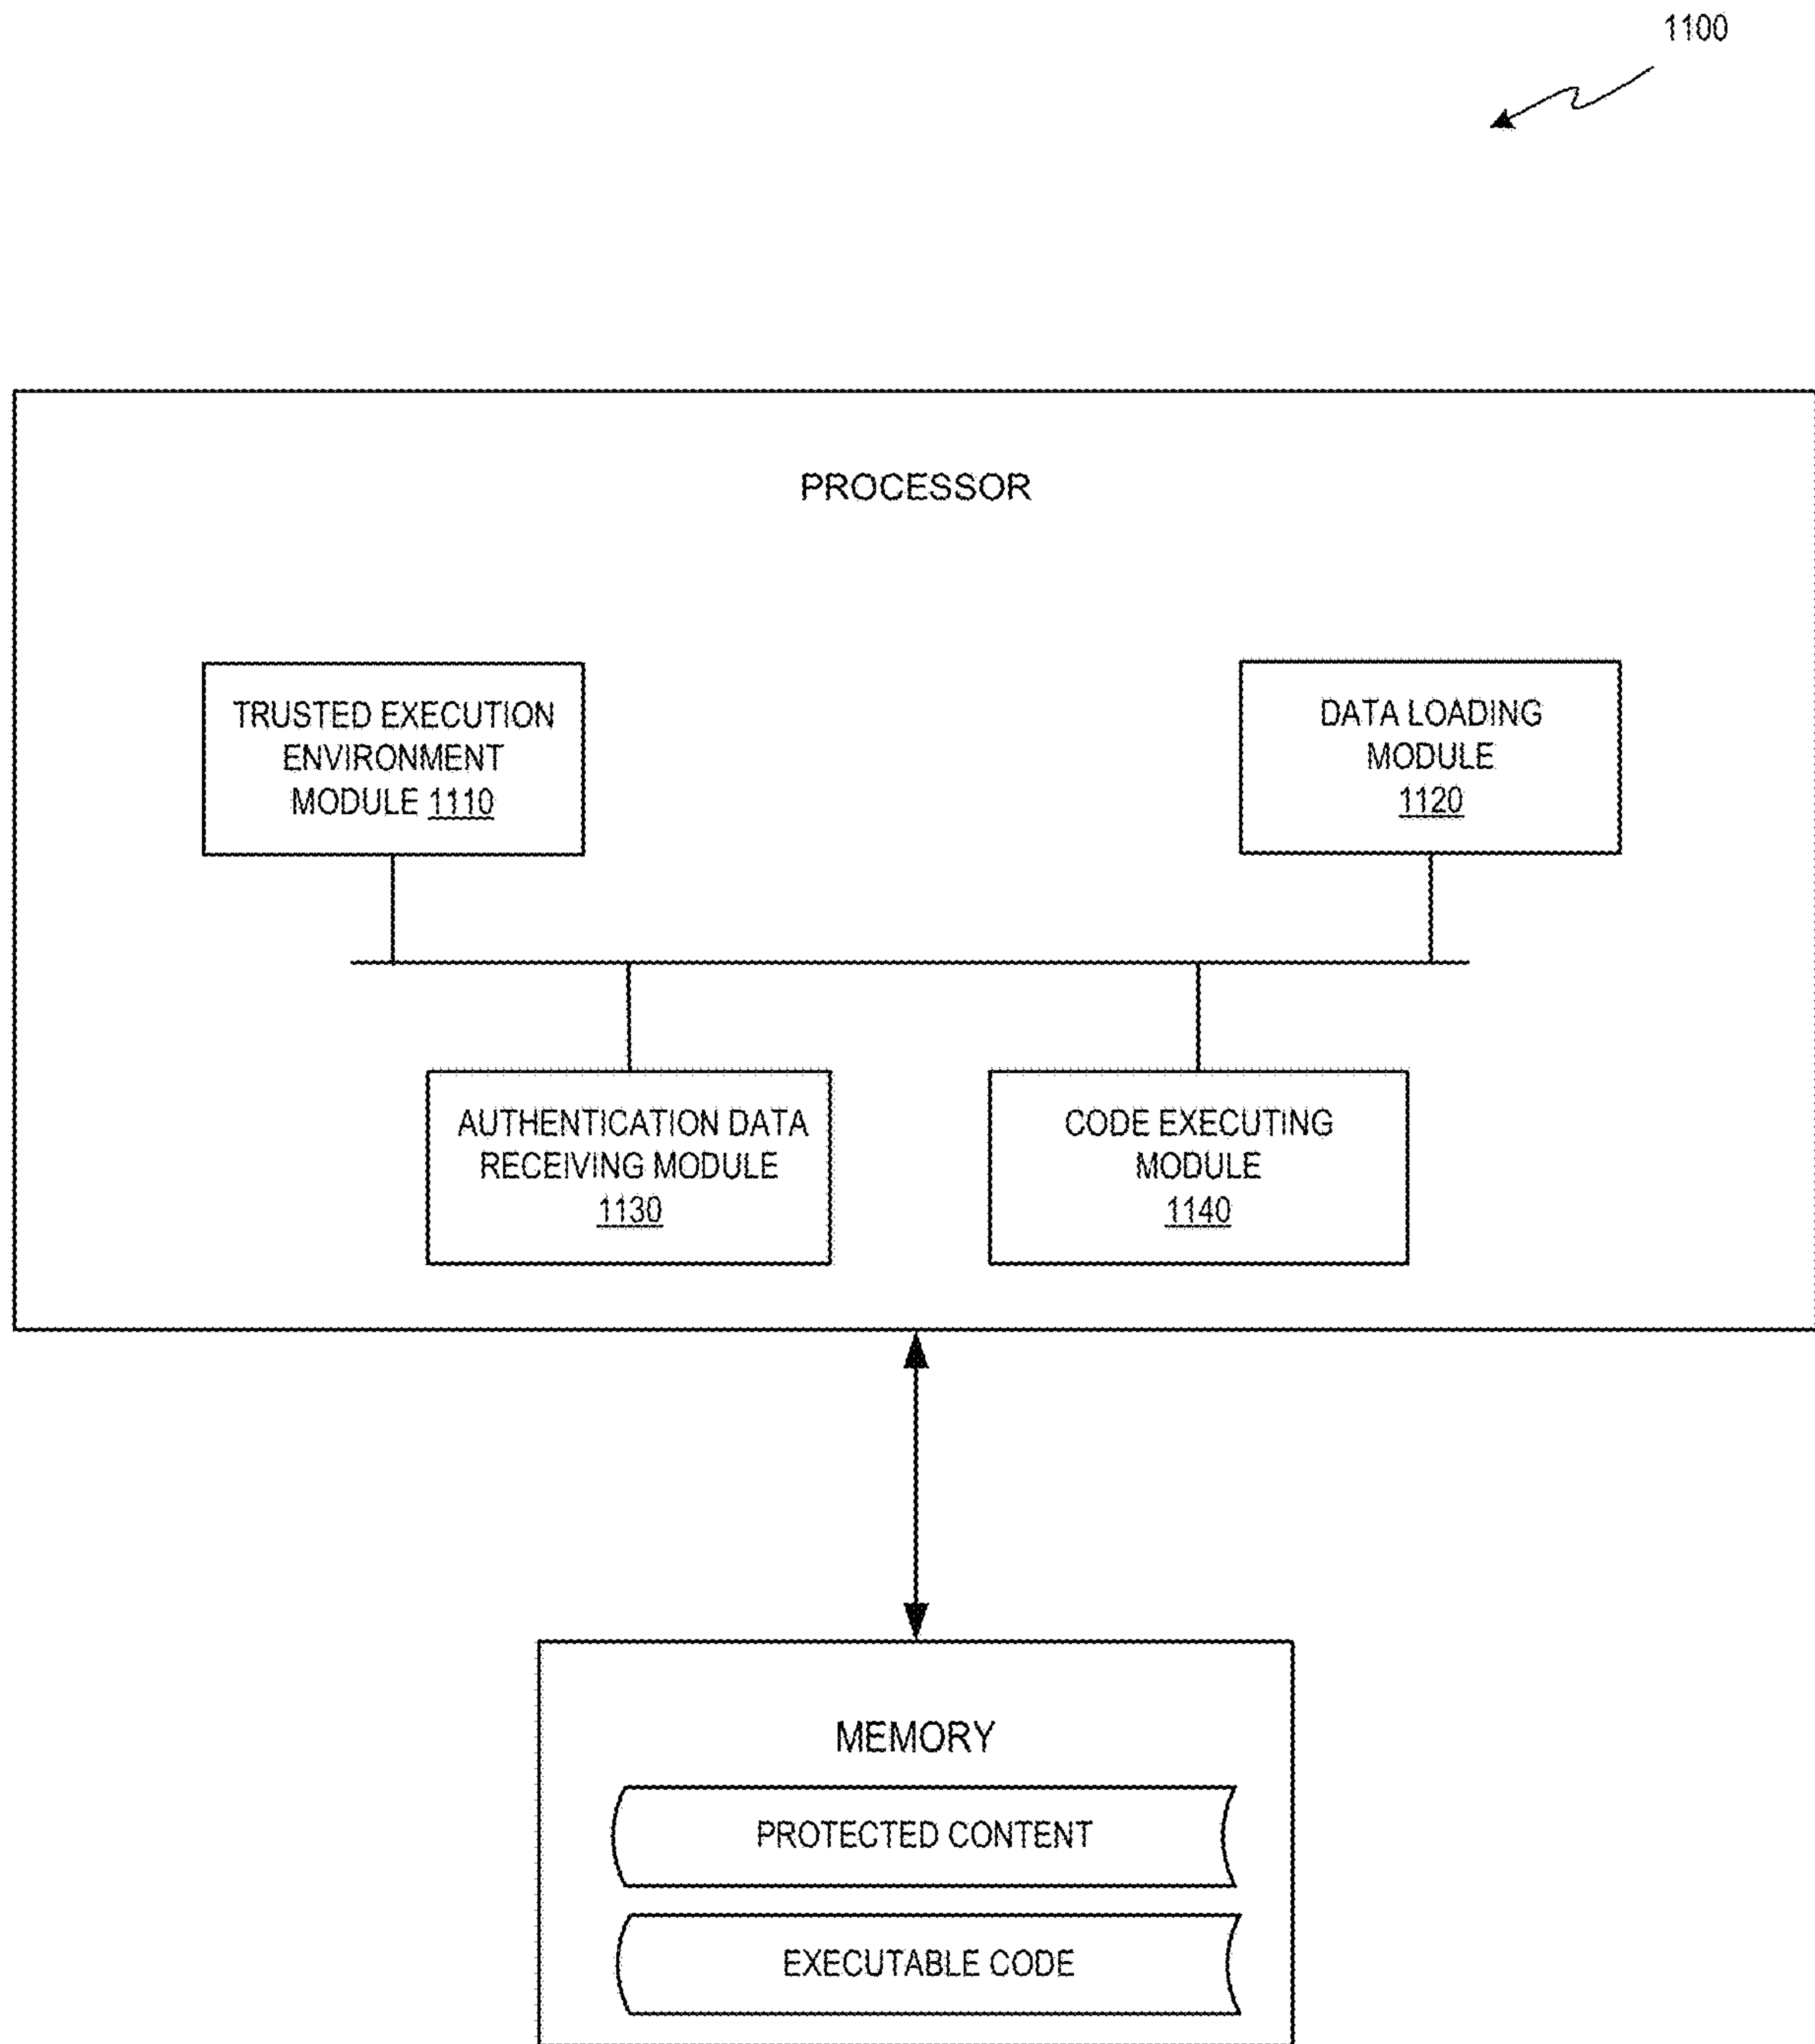 1100
PROCESSOR
TRUSTED EXECUTION
ENVIRONMENT
MODULE 1110
DATA LOADING
MODULE
1120
AUTHENTICATION DATA
RECEIVING MODULE
1130
CODE EXECUTING
MODULE
1140
MEMORY
PROTECTED CONTENT
EXECUTABLE CODE